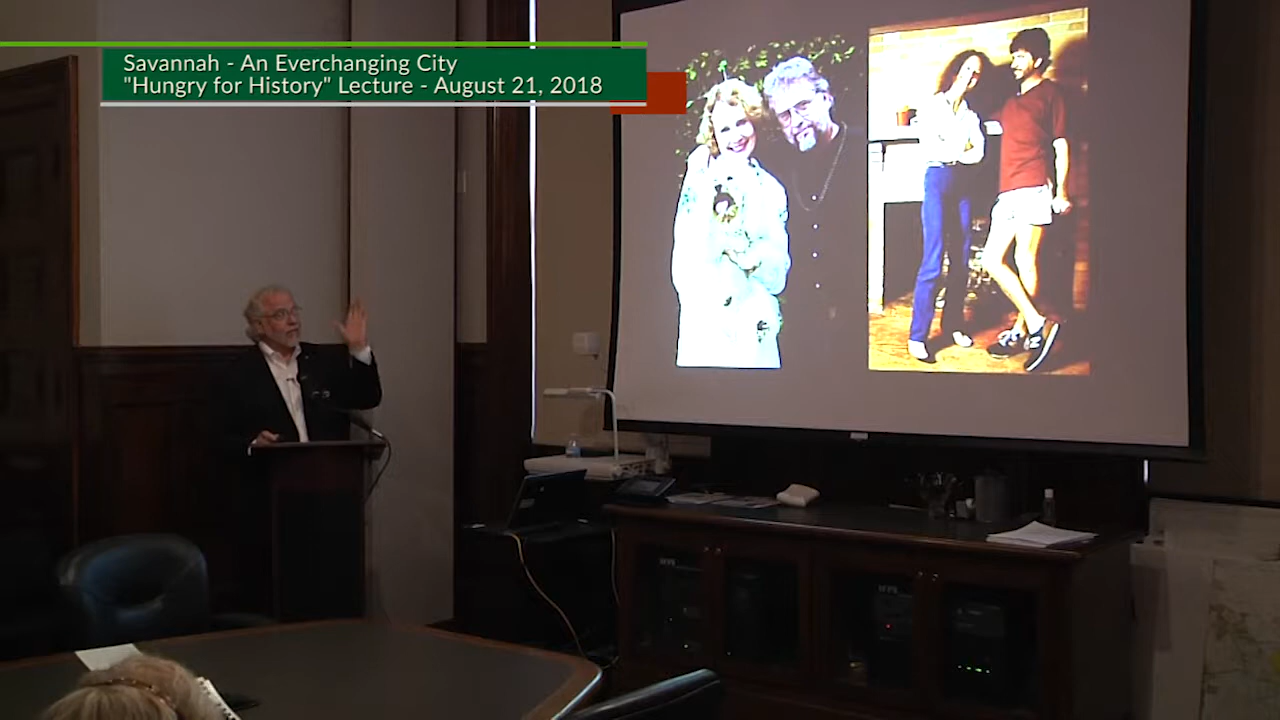 Savannah - An Everchanging City
"Hungry for History" Lecture - August 21, 2018